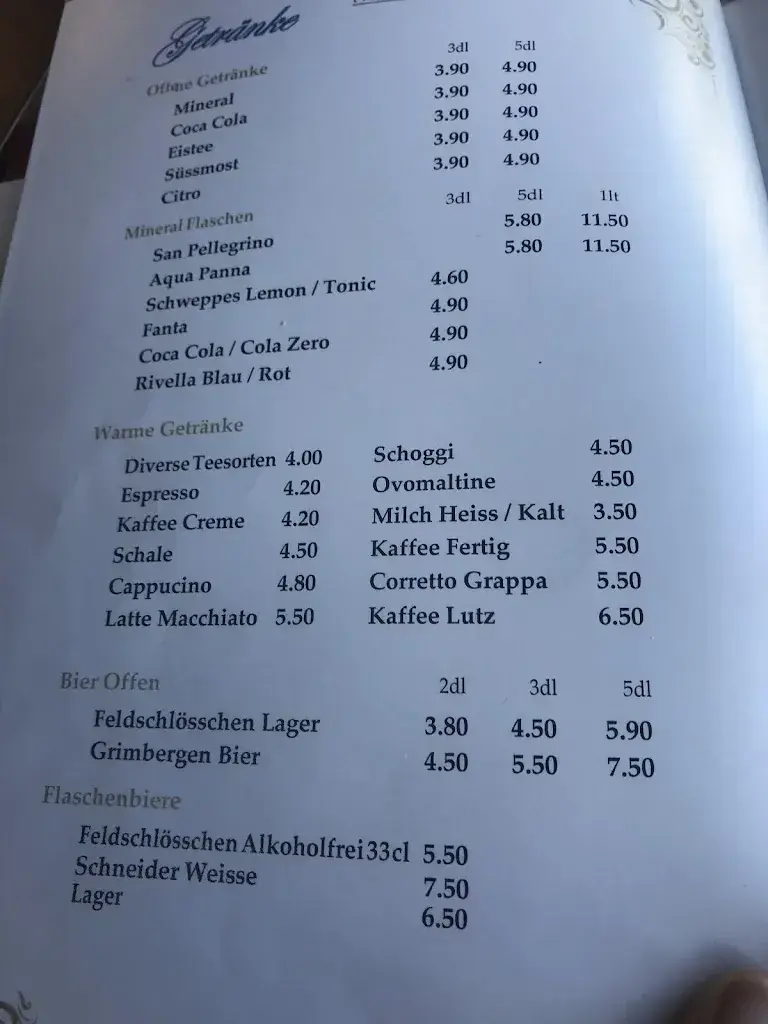 Getränke
Offene Getränke 3dl 5dl
Mineral 3.90 4.90
Coca Cola 3.90 4.90
Eistee 3.90 4.90
Süssmost 3.90 4.90
Citro 3.90 4.90
Mineral Flaschen 3dl 5dl 1lt
San Pellegrino 5.80 11.50
Aqua Panna 5.80 11.50
Schweppes Lemon / Tonic 4.60
Fanta 4.90
Coca Cola / Cola Zero 4.90
Rivella Blau / Rot 4.90
Warme Getränke
Diverse Teesorten 4.00 Schoggi 4.50
Espresso 4.20 Ovomaltine 4.50
Kaffee Creme 4.20 Milch Heiss / Kalt 3.50
Schale 4.50 Kaffee Fertig 5.50
Cappucino 4.80 Corretto Grappa 5.50
Latte Macchiato 5.50 Kaffee Lutz 6.50
Bier Offen 2dl 3dl 5dl
Feldschlösschen Lager 3.80 4.50 5.90
Grimbergen Bier 4.50 5.50 7.50
Flaschenbiere
Feldschlösschen Alkoholfrei 33cl 5.50
Schneider Weisse 7.50
Lager 6.50